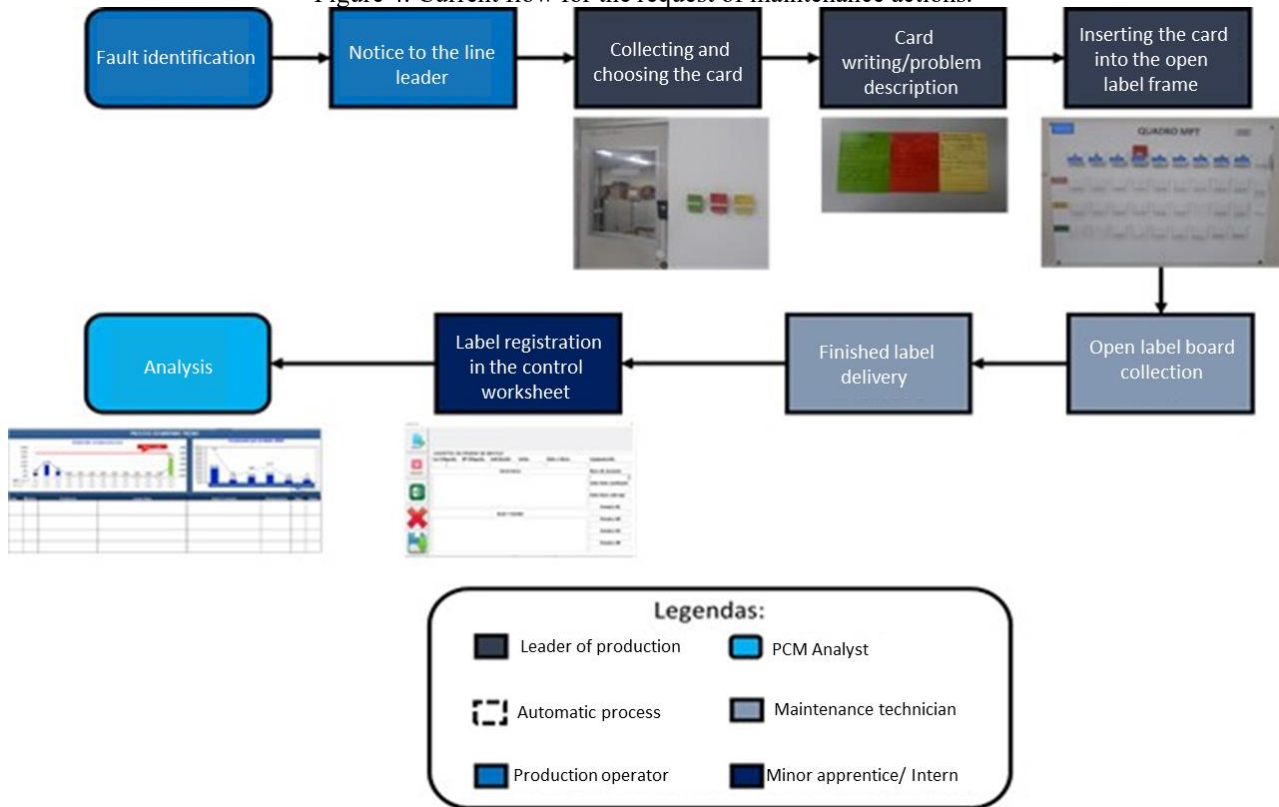 Figure 4. Current flow for the request of maintenance actions.
Fault identification
Notice to the line
leader
Collecting and
choosing the card
Card
writing/problem
description
Inserting the card
into the open
label frame
QUADRO MPT
Analysis
Label registration
in the control
worksheet
Finished label
delivery
Open label board
collection
Legendas:
Leader of production
PCM Analyst
Automatic process
Maintenance technician
Production operator
Minor apprentice/ Intern